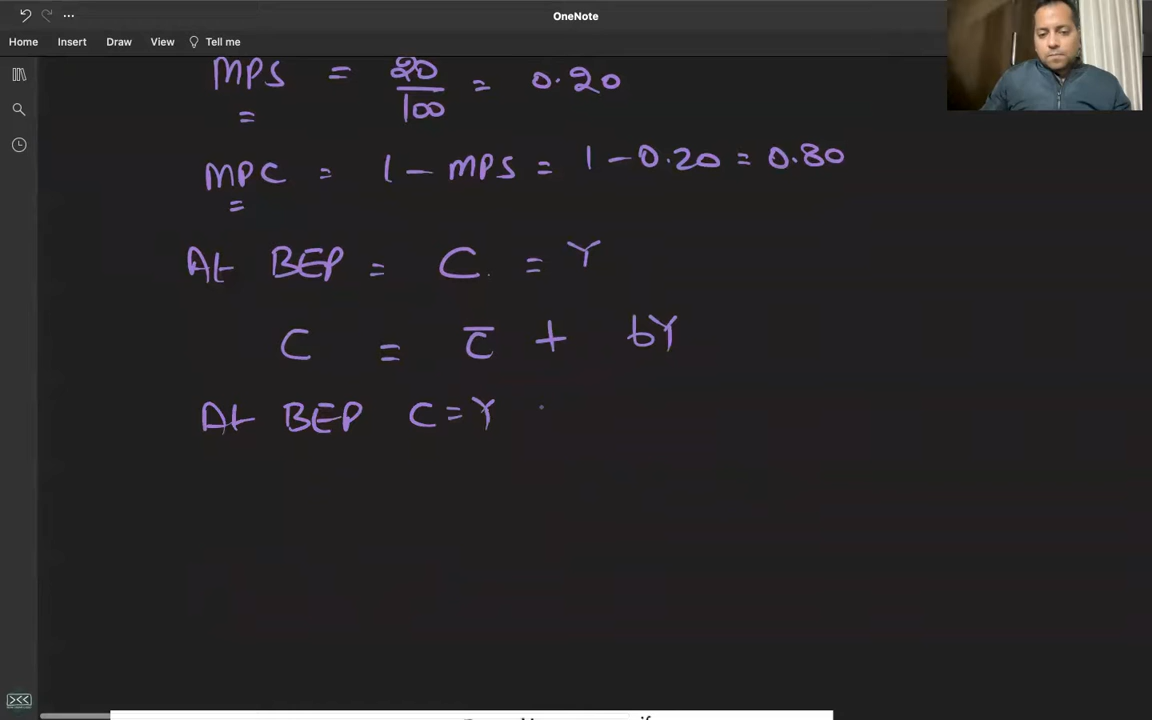 OneNote
Home Insert Draw View Tell me
MPS = 20/100 = 0.20
=
MPC = 1 - MPS = 1 - 0.20 = 0.80
=
At BEP = C. = Y
C = c̅ + bY
At BEP C = Y
if